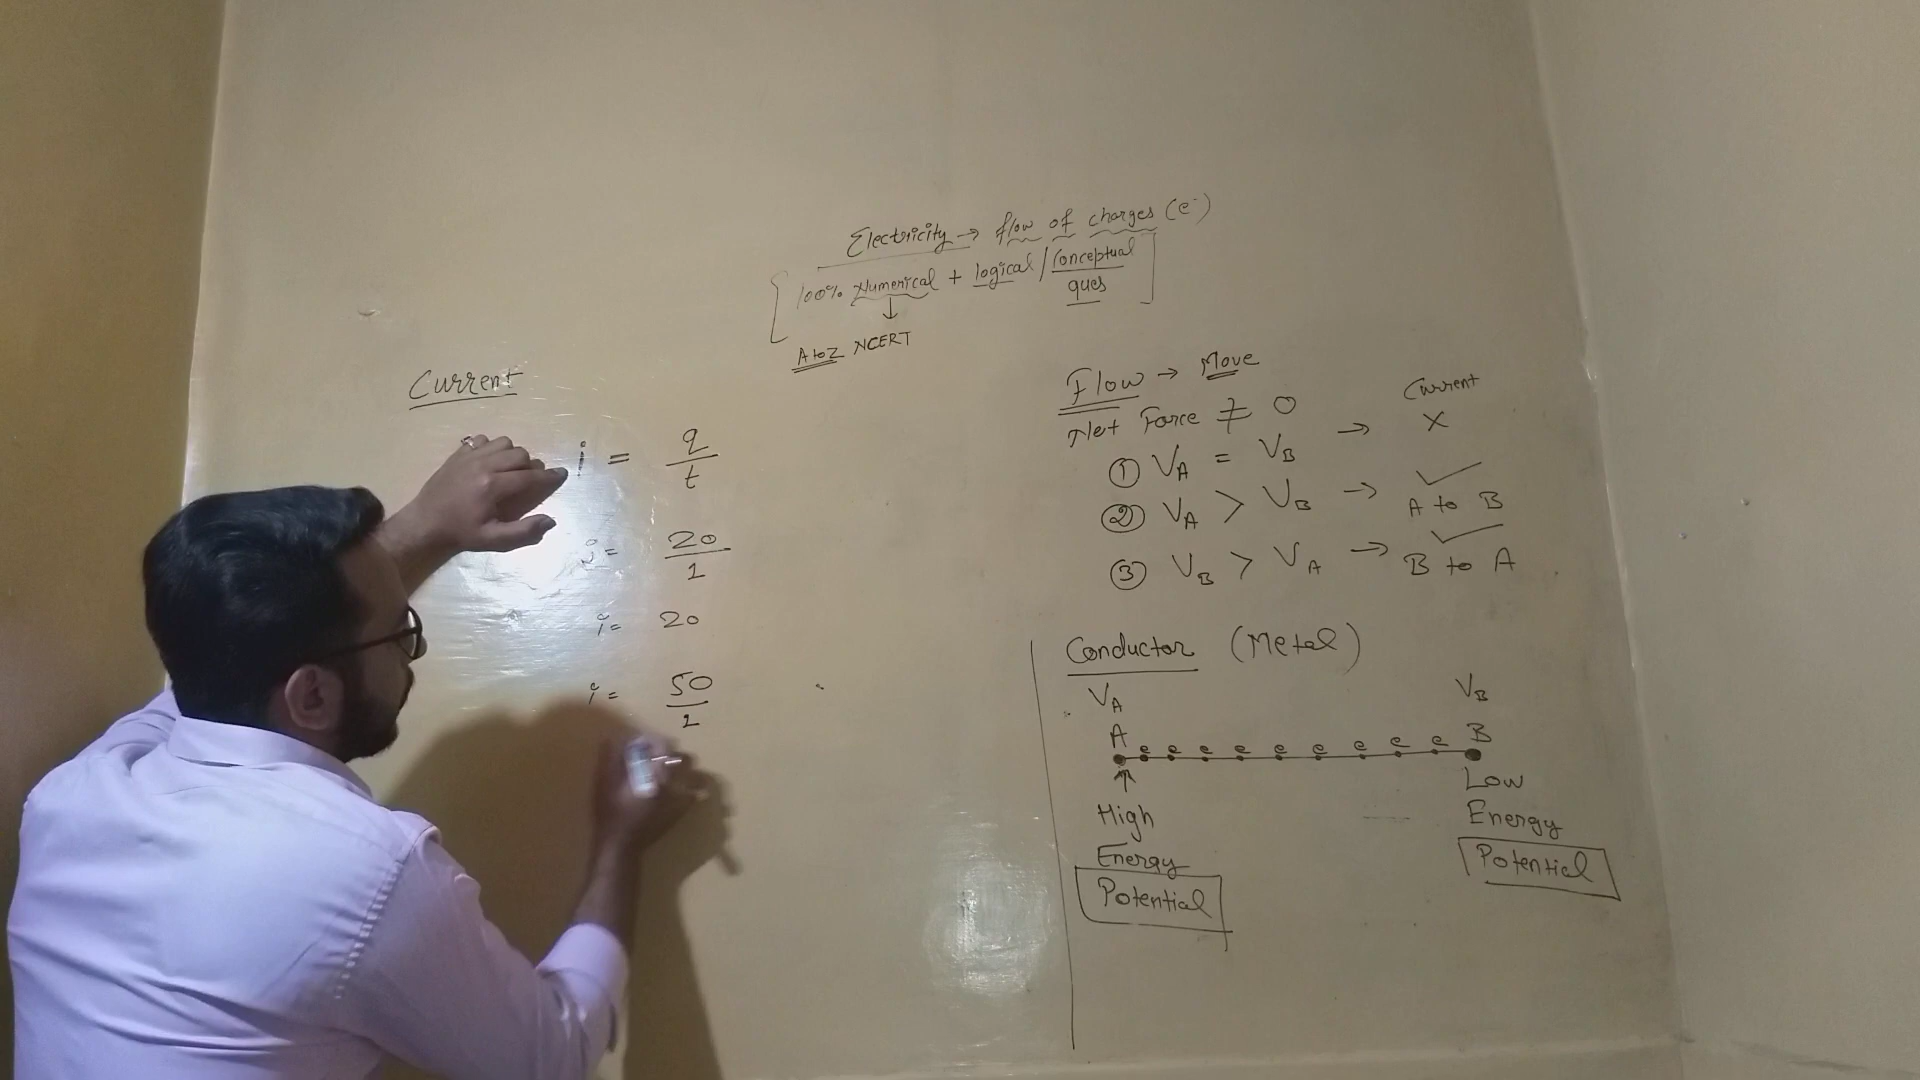 Electricity → flow of charges (e⁻)
[100% Numerical + logical / Conceptual
ques]
↓
A to Z NCERT
Current
i = q/t
i = 20/1
i = 20
i = 50/1
Flow → Move
Net Force ≠ 0
Current
① VA = VB → ×
② VA > VB → ✓ A to B
③ VB > VA → ✓ B to A
Conductor (Metal)
VA VB
A e e e e e e e e e B
↑
High
Energy
Potential
Low
Energy
Potential